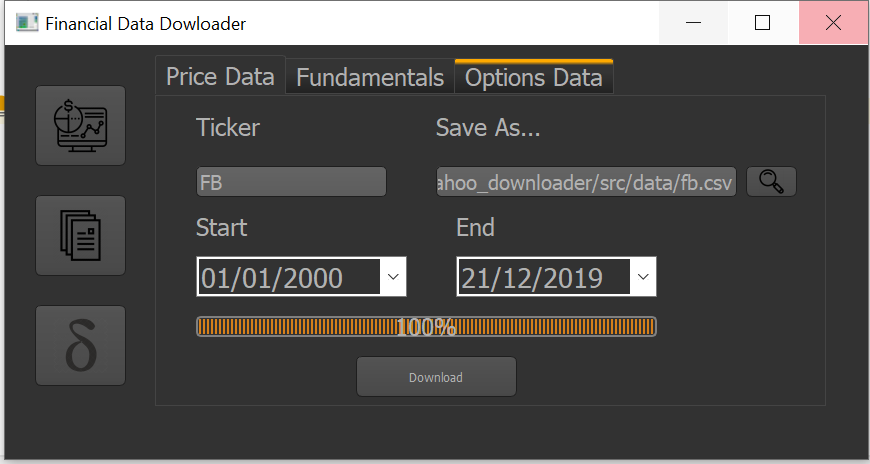 Financial Data Dowloader
Price Data Fundamentals Options Data
Ticker Save As...
FB ahoo_downloader/src/data/fb.csv
Start End
01/01/2000 21/12/2019
100%
Download
δ